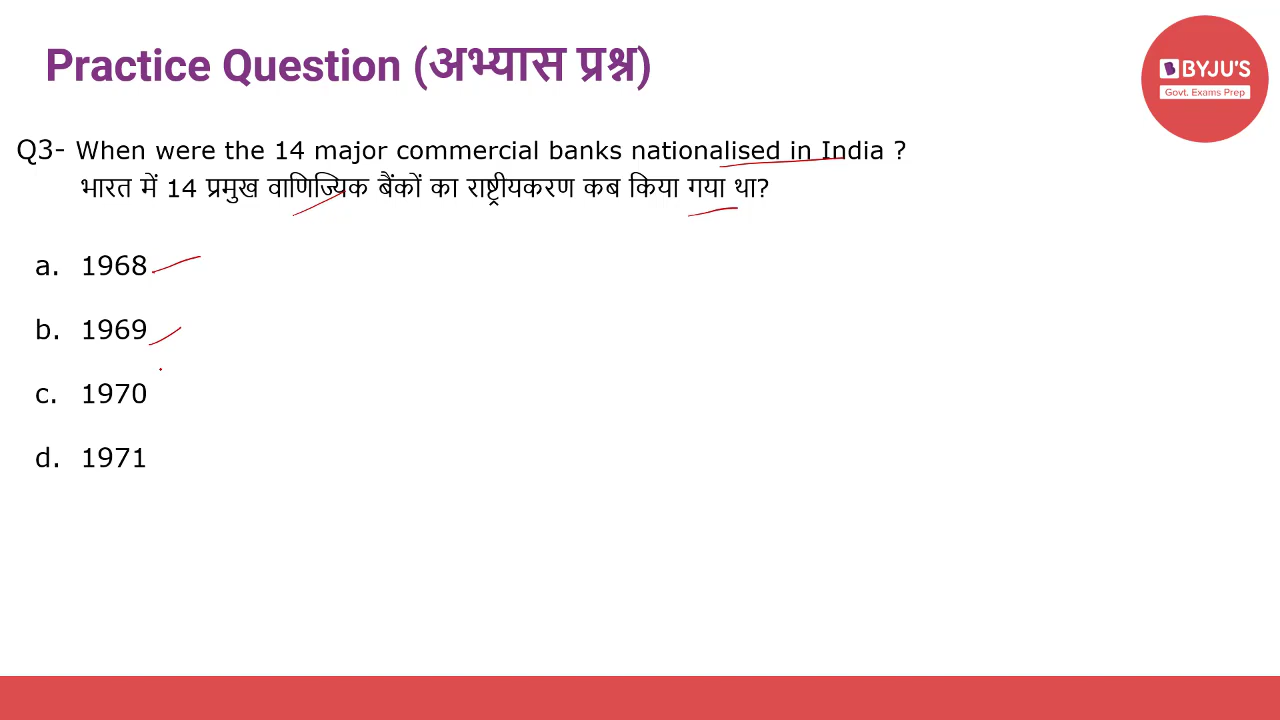 Practice Question (अभ्यास प्रश्न)
BYJU'S
Govt. Exams Prep
Q3- When were the 14 major commercial banks nationalised in India ?
भारत में 14 प्रमुख वाणिज्यिक बैंकों का राष्ट्रीयकरण कब किया गया था?
a. 1968
b. 1969
c. 1970
d. 1971